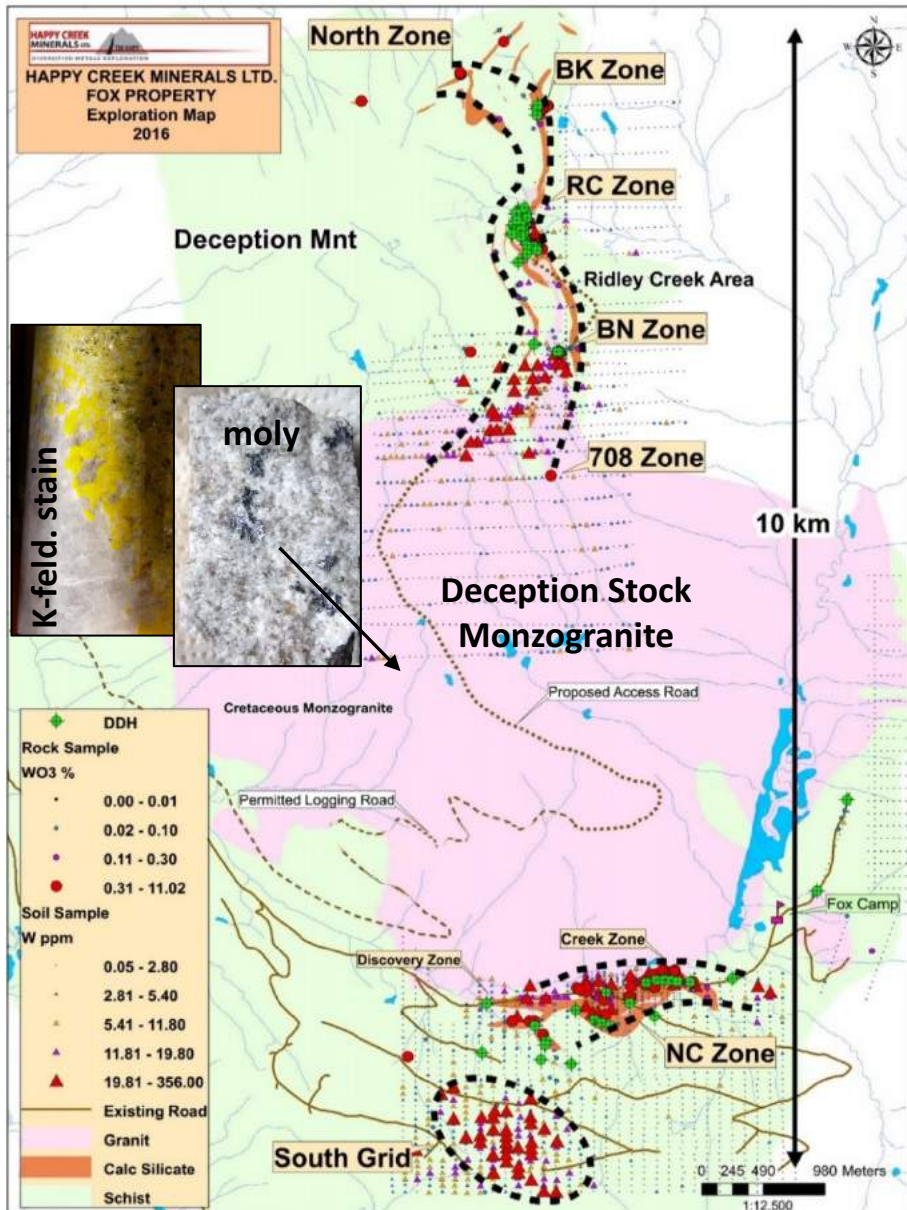 HAPPY CREEK
MINERALS LTD.
DIVERSIFIED METALS EXPLORATION
HAPPY CREEK MINERALS LTD.
FOX PROPERTY
Exploration Map
2016
North Zone
N
W
E
S
BK Zone
RC Zone
Deception Mnt
Ridley Creek Area
BN Zone
K-feld. stain
moly
708 Zone
10 km
Deception Stock
Monzogranite
Proposed Access Road
Cretaceous Monzogranite
Permitted Logging Road
DDH
Rock Sample
WO3 %
0.00 - 0.01
0.02 - 0.10
0.11 - 0.30
0.31 - 11.02
Soil Sample
W ppm
0.05 - 2.80
2.81 - 5.40
5.41 - 11.80
11.81 - 19.80
19.81 - 356.00
Existing Road
Granit
Calc Silicate
Schist
Fox Camp
Creek Zone
Discovery Zone
NC Zone
South Grid
0 245 490 980 Meters
1:12.500